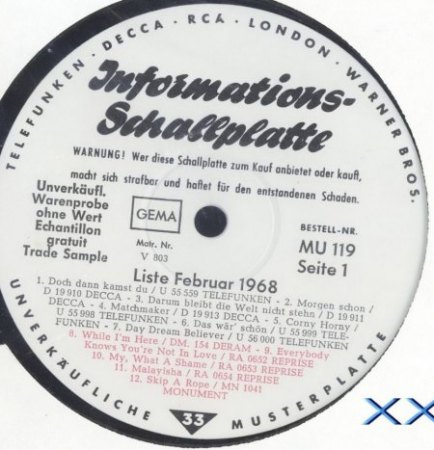 TELEFUNKEN · DECCA · RCA · LONDON · WARNER BROS.
Informations-
Schallplatte
WARNUNG! Wer diese Schallplatte zum Kauf anbietet oder kauft,
macht sich strafbar und haftet für den entstandenen Schaden.
Unverkäufl.
Warenprobe
ohne Wert
Echantillon
gratuit
Trade Sample
GEMA
Matr. Nr.
V 803
BESTELL-NR.
MU 119
Seite 1
Liste Februar 1968
1. Doch dann kamst du / U 55 559 TELEFUNKEN - 2. Morgen schon /
D 19 910 DECCA - 3. Darum bleibt die Welt nicht stehn / D 19 911
DECCA - 4. Matchmaker / D 19 913 DECCA - 5. Corny Horny /
U 55 998 TELEFUNKEN - 6. Das wär' schön / U 55 999 TELE-
FUNKEN - 7. Day Dream Believer / U 56 000 TELEFUNKEN
8. While I'm Here / DM. 154 DERAM - 9. Everybody
Knows You're Not In Love / RA 0652 REPRISE
10. My, What A Shame / RA 0653 REPRISE
11. Malayisha / RA 0654 REPRISE
12. Skip A Rope / MN 1041
MONUMENT
UNVERKÄUFLICHE 33 MUSTERPLATTE
XX